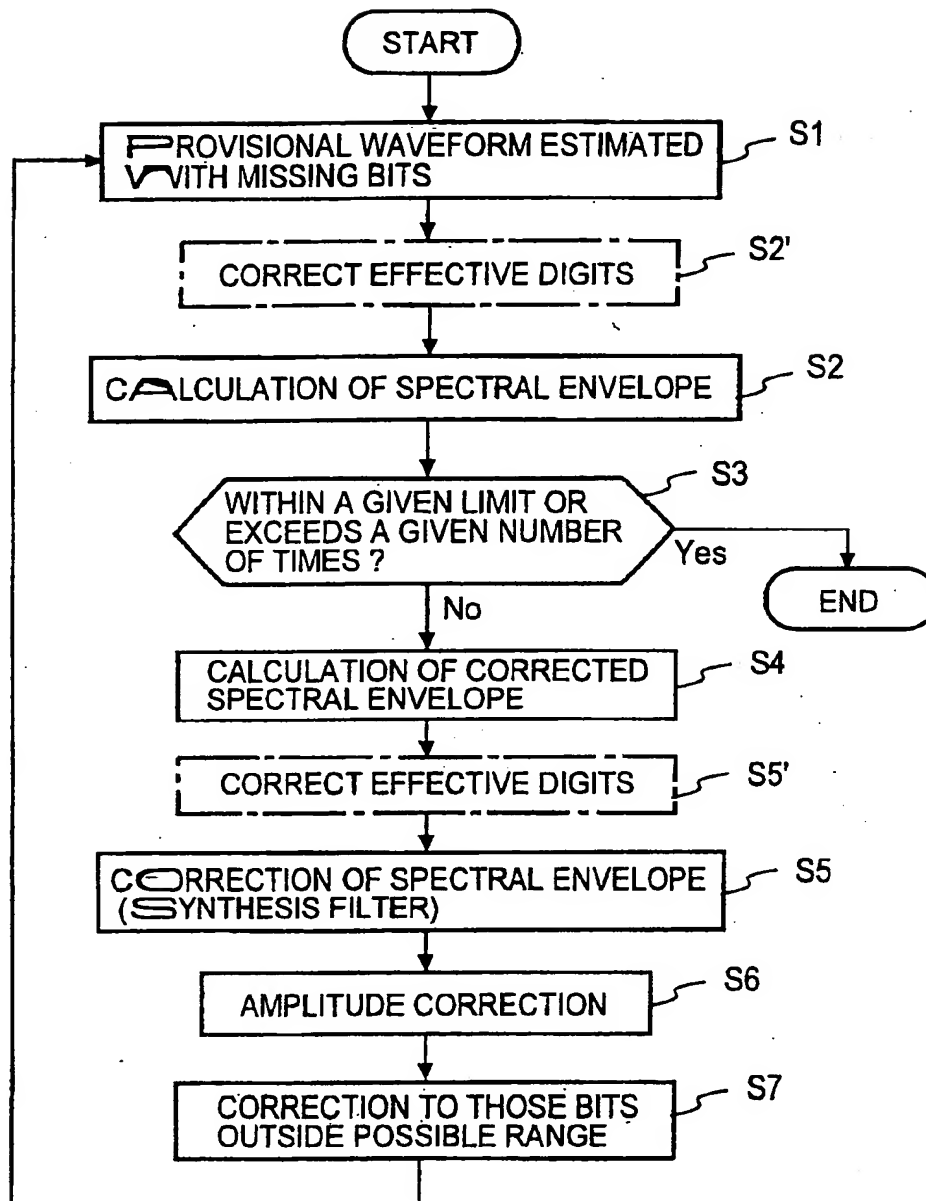 START
PROVISIONAL WAVEFORM ESTIMATED
WITH MISSING BITS
S1
CORRECT EFFECTIVE DIGITS
S2'
CALCULATION OF SPECTRAL ENVELOPE
S2
WITHIN A GIVEN LIMIT OR
EXCEEDS A GIVEN NUMBER
OF TIMES ?
S3
Yes
END
No
CALCULATION OF CORRECTED
SPECTRAL ENVELOPE
S4
CORRECT EFFECTIVE DIGITS
S5'
CORRECTION OF SPECTRAL ENVELOPE
(SYNTHESIS FILTER)
S5
AMPLITUDE CORRECTION
S6
CORRECTION TO THOSE BITS
OUTSIDE POSSIBLE RANGE
S7